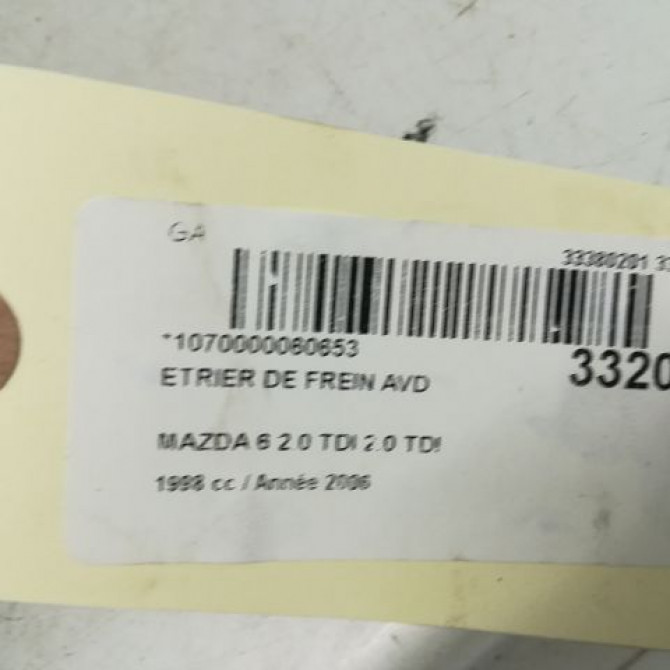 GA
33380201 33
*1070000060653
3320
ETRIER DE FREIN AVD
MAZDA 6 2.0 TDI 2.0 TDI
1998 cc / Année 2006